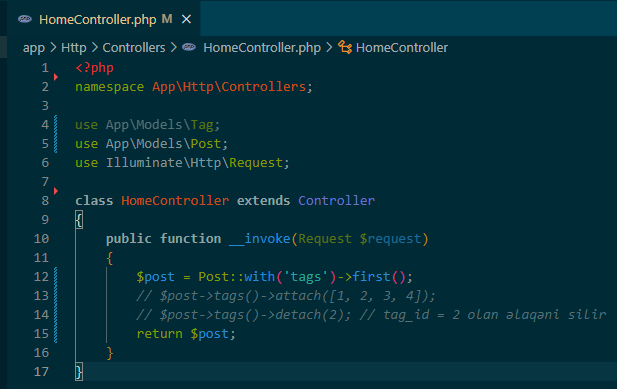 HomeController.php M ×
app > Http > Controllers > HomeController.php > HomeController
1 <?php
2 namespace App\Http\Controllers;
3
4 use App\Models\Tag;
5 use App\Models\Post;
6 use Illuminate\Http\Request;
7
8 class HomeController extends Controller
9 {
10     public function __invoke(Request $request)
11     {
12         $post = Post::with('tags')->first();
13         // $post->tags()->attach([1, 2, 3, 4]);
14         // $post->tags()->detach(2); // tag_id = 2 olan əlaqəni silir
15         return $post;
16     }
17 }